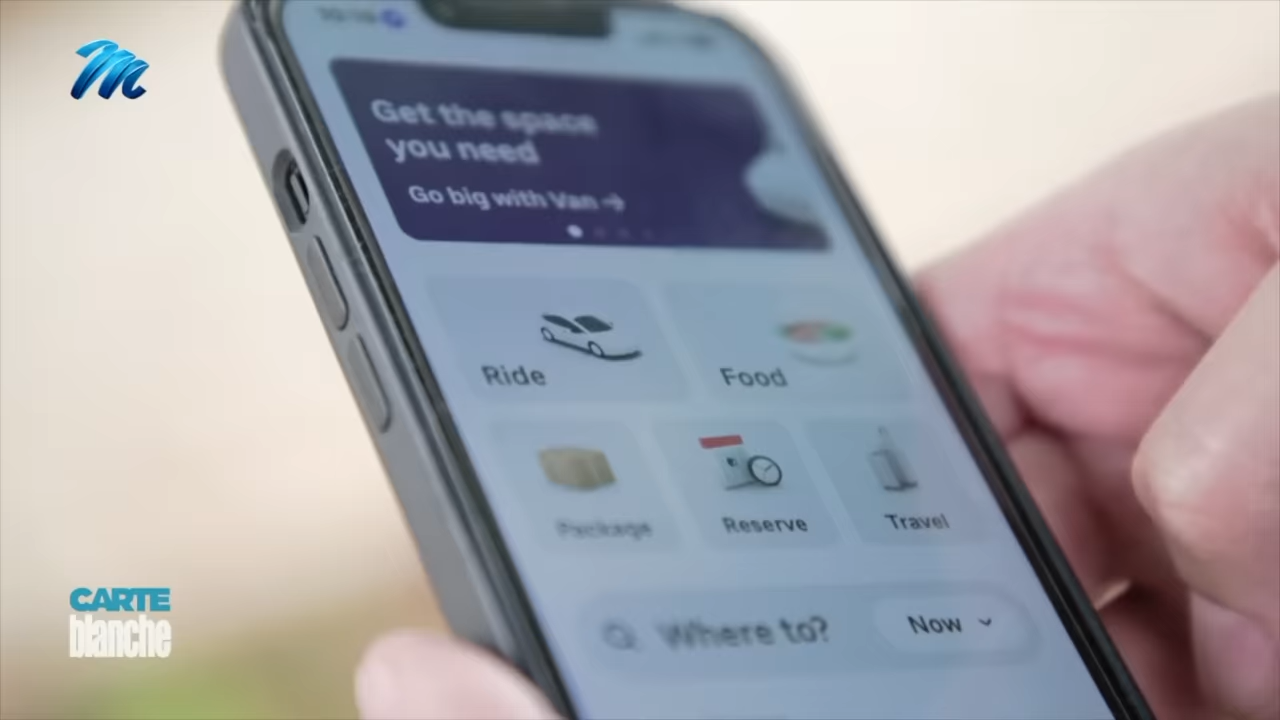 Get the space
you need
Go big with Van →
Ride
Food
Package
Reserve
Travel
Where to?
Now
CARTE
blanche